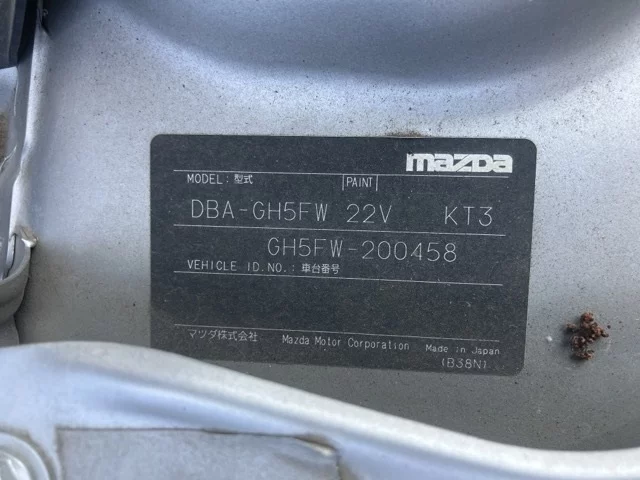 mazda
MODEL: 型式 PAINT
DBA-GH5FW 22V KT3
GH5FW-200458
VEHICLE ID.NO.: 車台番号
マツダ株式会社 Mazda Motor Corporation Made in Japan
(B38N)